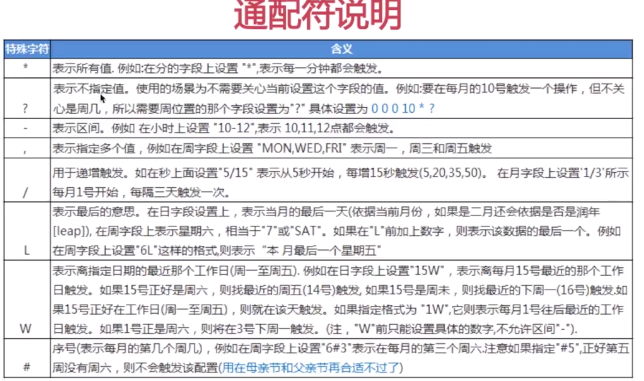 通配符说明
特殊字符 含义
* 表示所有值. 例如:在分的字段上设置 "*",表示每一分钟都会触发。
表示不指定值。使用的场景为不需要关心当前设置这个字段的值。例如:要在每月的10号触发一个操作，但不关
? 心是周几，所以需要周位置的那个字段设置为"?" 具体设置为 0 0 0 10 * ?
- 表示区间。例如 在小时上设置 "10-12",表示 10,11,12点都会触发。
, 表示指定多个值，例如在周字段上设置 "MON,WED,FRI" 表示周一，周三和周五触发
用于递增触发。如在秒上面设置"5/15" 表示从5秒开始，每增15秒触发(5,20,35,50)。 在月字段上设置'1/3'所示
/ 每月1号开始，每隔三天触发一次。
表示最后的意思。在日字段设置上，表示当月的最后一天(依据当前月份，如果是二月还会依据是否是润年
[leap]), 在周字段上表示星期六，相当于"7"或"SAT"。如果在"L"前加上数字，则表示该数据的最后一个。例如
L 在周字段上设置"6L"这样的格式,则表示“本 月最后一个星期五"
表示离指定日期的最近那个工作日(周一至周五). 例如在日字段上设置"15W"，表示离每月15号最近的那个工作
日触发。如果15号正好是周六，则找最近的周五(14号)触发, 如果15号是周未，则找最近的下周一(16号)触发.如
果15号正好在工作日(周一至周五)，则就在该天触发。如果指定格式为 "1W",它则表示每月1号往后最近的工作
日触发。如果1号正是周六，则将在3号下周一触发。(注，"W"前只能设置具体的数字,不允许区间"-").
W
序号(表示每月的第几个周几)，例如在周字段上设置"6#3"表示在每月的第三个周六.注意如果指定"#5",正好第五
# 周没有周六，则不会触发该配置(用在母亲节和父亲节再合适不过了)